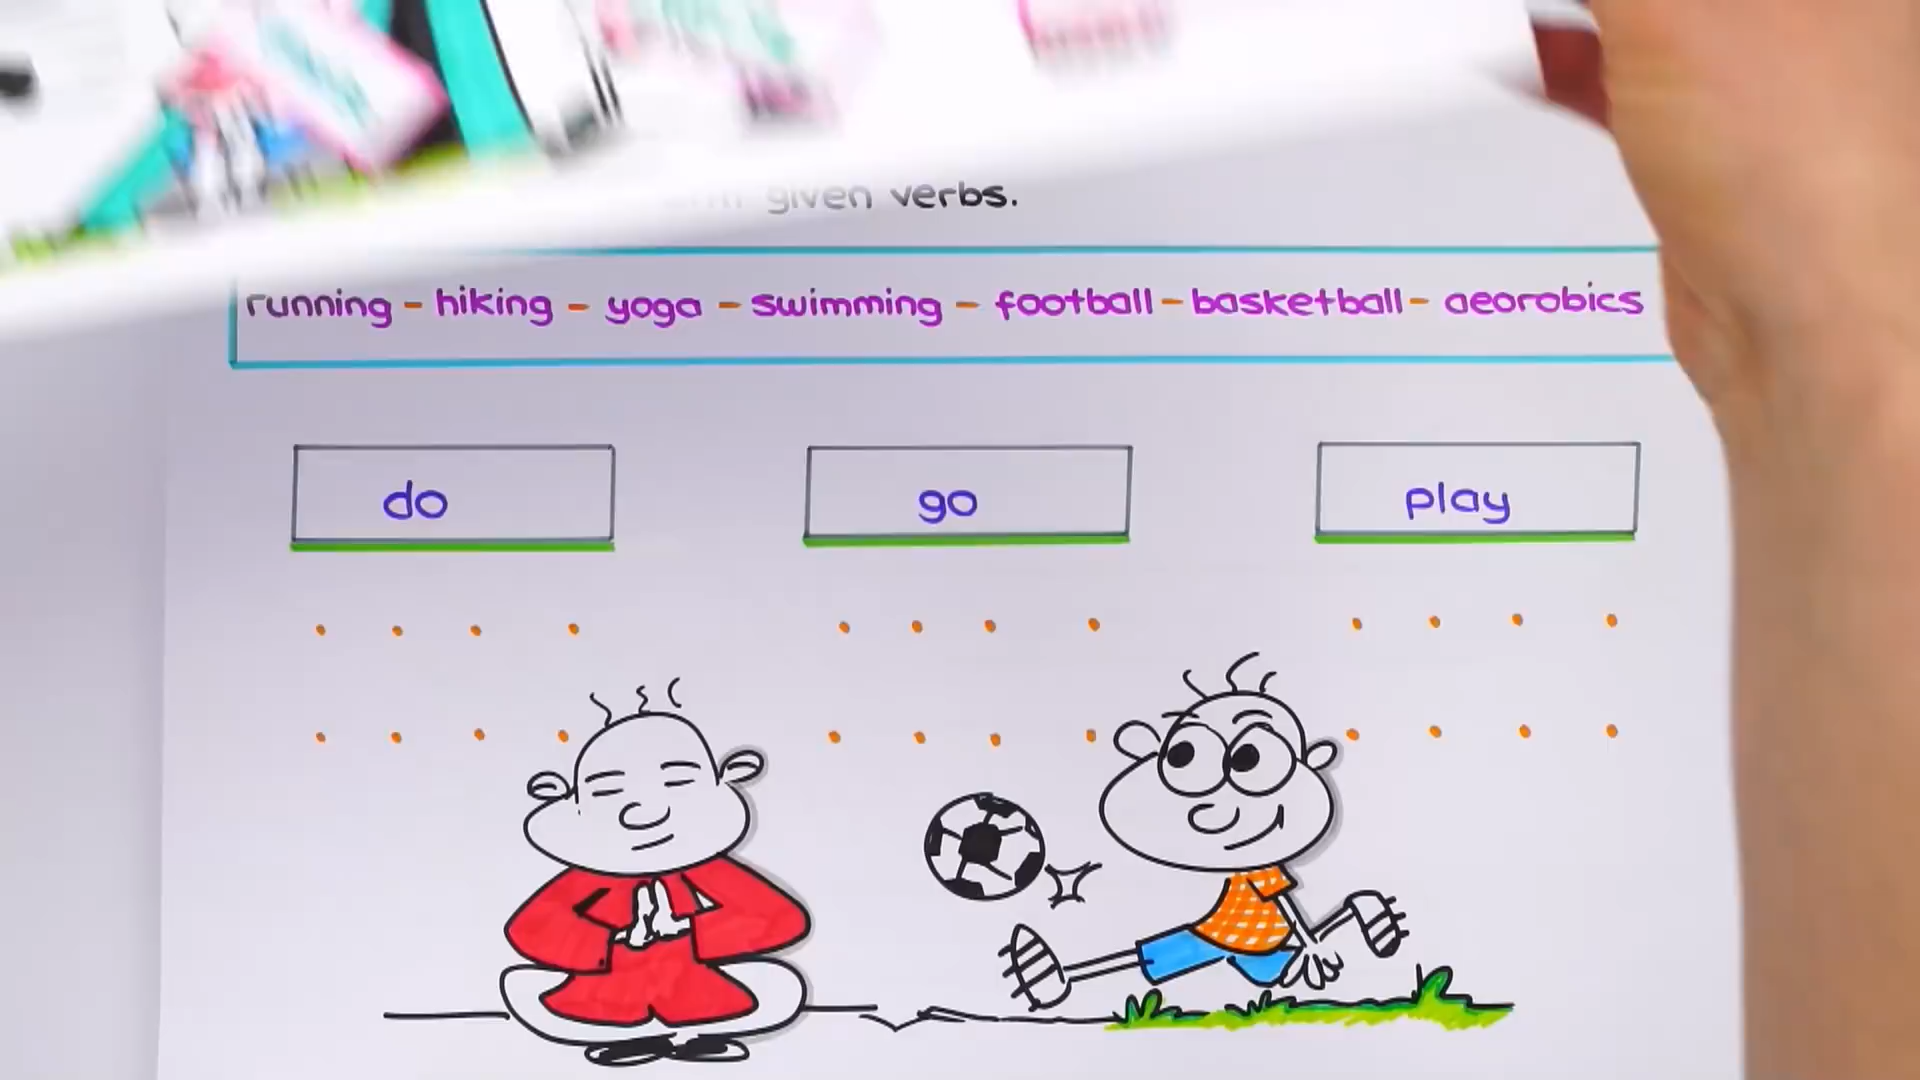 given verbs.
running - hiking - yoga - swimming - football - basketball - aeorobics
do go play